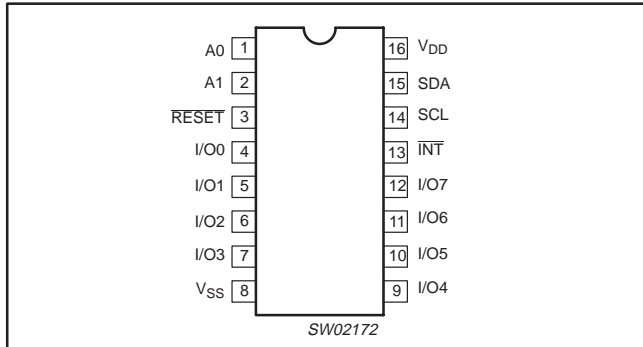 A0 1 16 VDD
A1 2 15 SDA
RESET 3 14 SCL
I/O0 4 13 INT
I/O1 5 12 I/O7
I/O2 6 11 I/O6
I/O3 7 10 I/O5
VSS 8 9 I/O4
SW02172